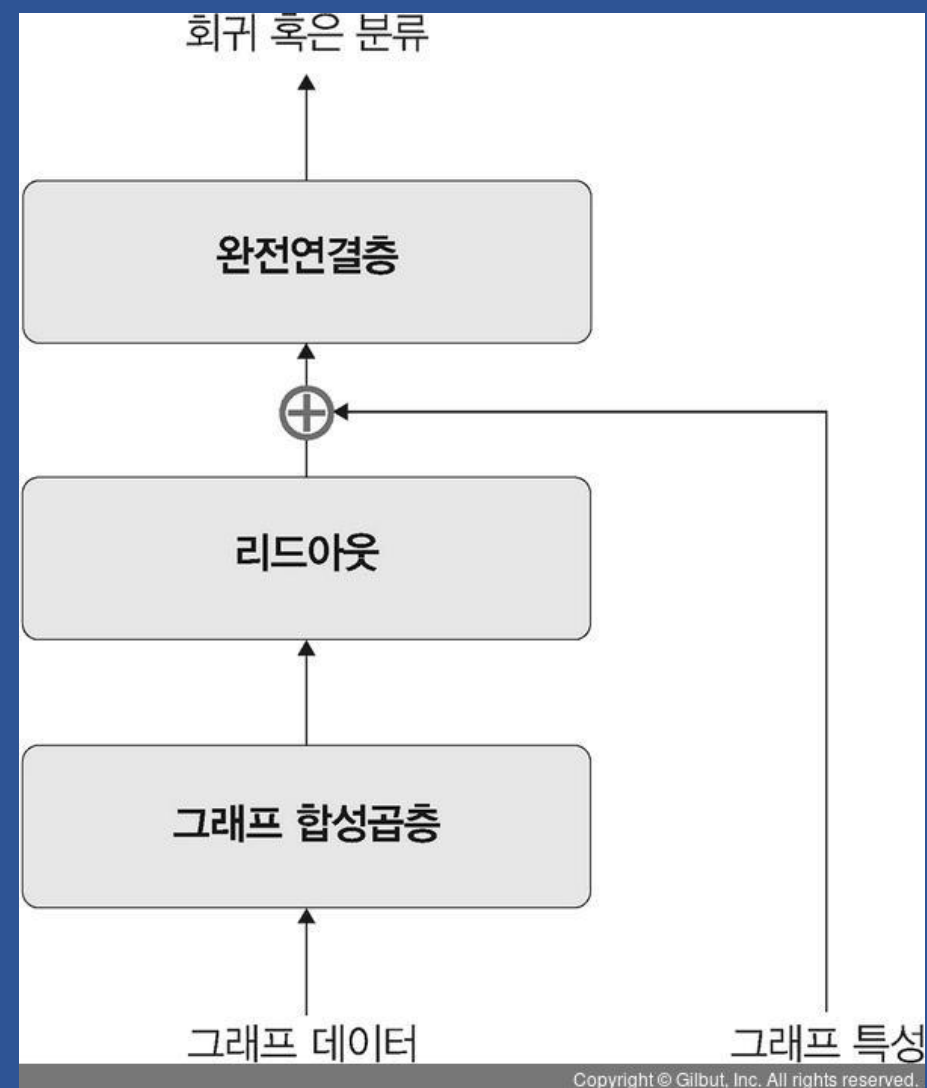 회귀 혹은 분류
완전연결층
리드아웃
그래프 합성곱층
그래프 데이터
그래프 특성
Copyright © Gilbut, Inc. All rights reserved.